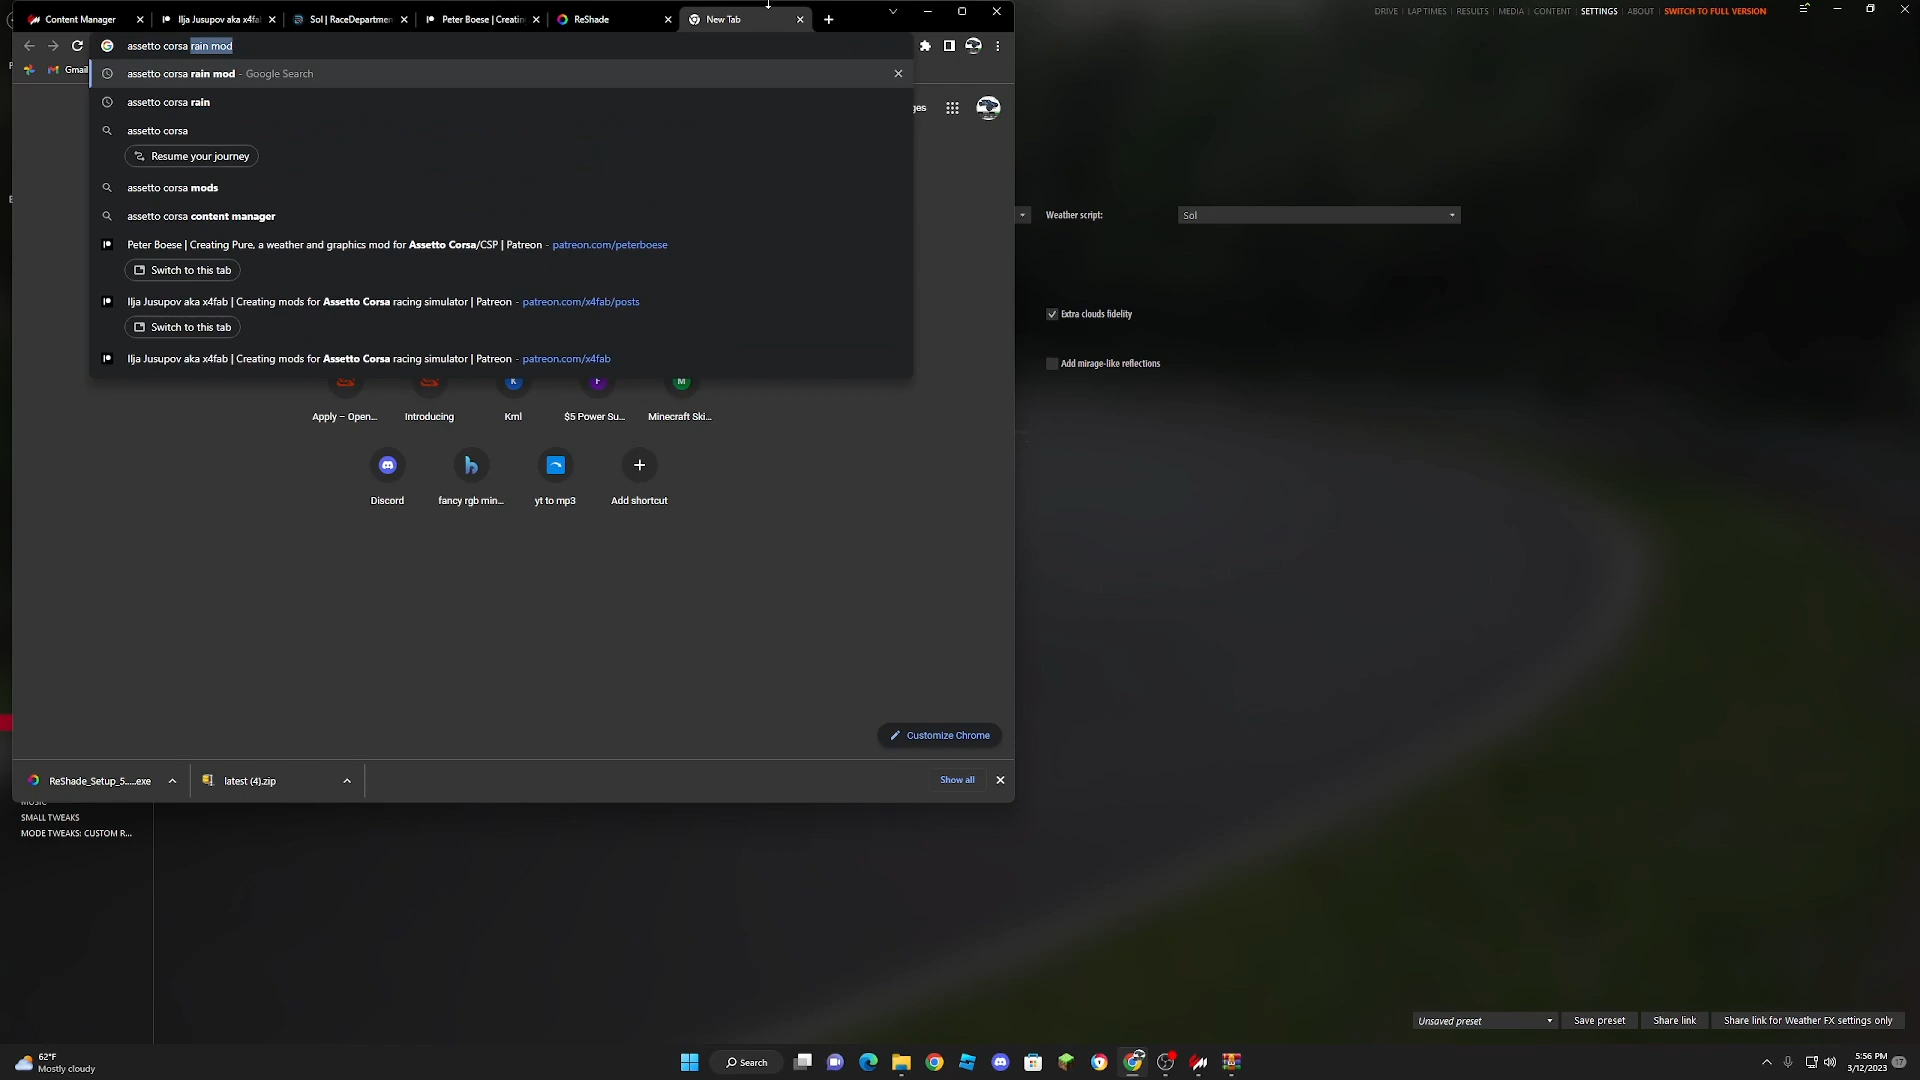 Content Manager
Ilja Jusupov aka x4fab
Sol | RaceDepartmen
Peter Boese | Creatin
ReShade
New Tab
DRIVE | LAP TIMES | RESULTS | MEDIA | CONTENT | SETTINGS | ABOUT | SWITCH TO FULL VERSION
assetto corsa rain mod
Gmail
assetto corsa rain mod - Google Search
assetto corsa rain
ges
assetto corsa
Resume your journey
assetto corsa mods
assetto corsa content manager
Weather script:
Sol
Peter Boese | Creating Pure, a weather and graphics mod for Assetto Corsa/CSP | Patreon - patreon.com/peterboese
Switch to this tab
Ilja Jusupov aka x4fab | Creating mods for Assetto Corsa racing simulator | Patreon - patreon.com/x4fab/posts
Extra clouds fidelity
Switch to this tab
Ilja Jusupov aka x4fab | Creating mods for Assetto Corsa racing simulator | Patreon - patreon.com/x4fab
Add mirage-like reflections
K
F
M
Apply – Open...
Introducing
Kml
$5 Power Su...
Minecraft Ski...
Discord
fancy rgb min...
yt to mp3
Add shortcut
Customize Chrome
ReShade_Setup_5.....exe
latest (4).zip
Show all
MUSIC
SMALL TWEAKS
MODE TWEAKS: CUSTOM R...
Unsaved preset
Save preset
Share link
Share link for Weather FX settings only
62°F
Mostly cloudy
Search
5:56 PM
3/12/2023
17